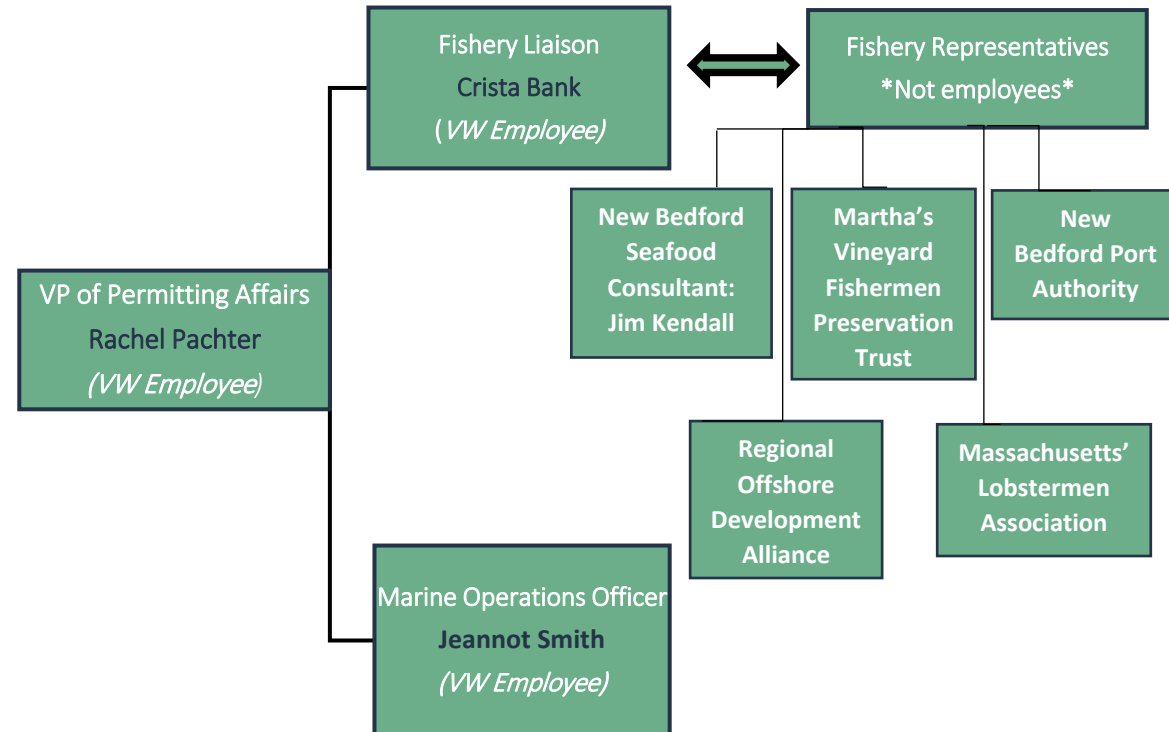 Fishery Liaison
Crista Bank
(VW Employee)
Fishery Representatives
*Not employees*
New Bedford
Seafood
Consultant:
Jim Kendall
Martha’s
Vineyard
Fishermen
Preservation
Trust
New
Bedford Port
Authority
VP of Permitting Affairs
Rachel Pachter
(VW Employee)
Regional
Offshore
Development
Alliance
Massachusetts’
Lobstermen
Association
Marine Operations Officer
Jeannot Smith
(VW Employee)